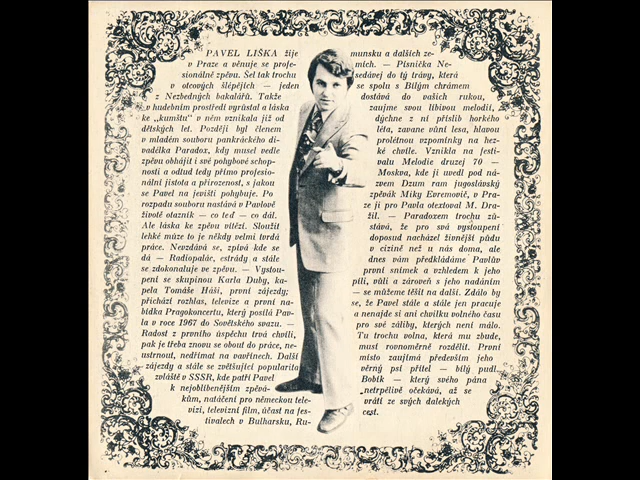 PAVEL LIŠKA žije
v Praze a věnuje se profe-
sionálně zpěvu. Šel tak trochu
v otcových šlépějích — jeden
z Nezbedných bakalářů. Takže
v hudebním prostředí vyrůstal a láska
ke „kumštu" v něm vznikala již od
dětských let. Později byl členem
v mladém souboru pankráckého di-
vadélka Paradox, kdy musel vedle
zpěvu obhájit i své pohybové schop-
nosti a odtud tedy přímo profesio-
nální jistota a přirozenost, s jakou
se Pavel na jevišti pohybuje. Po
rozpadu souboru nastává v Pavlově
životě otazník — co teď — co dál.
Ale láska ke zpěvu vítězí. Sloužit
lehké múze to je někdy velmi tvrdá
práce. Nevzdává se, zpívá kde se
dá — Radiopalác, estrády a stále
se zdokonaluje ve zpěvu. — Vystou-
pení se skupinou Karla Duby, ka-
pela Tomáše Háši, první zájezdy;
přichází rozhlas, televize a první na-
bídka Pragokoncertu, který posílá Pav-
la v roce 1967 do Sovětského svazu. —
Radost z prvního úspěchu trvá chvíli,
pak je třeba znovu se obout do práce, ne-
ustrnout, nedřímat na vavřínech. Další
zájezdy a stále se zvětšující popularita
zvláště v SSSR, kde patří Pavel
k nejoblíbenějším zpěvá-
kům, natáčení pro německou tele-
vizi, televizní film, účast na fes-
tivalech v Bulharsku, Ru-
munsku a dalších ze-
mích. — Písnička Ne-
sedávej do tý trávy, která
se spolu s Bílým chrámem
dostává do vašich rukou,
zaujme svou líbivou melodií,
dýchne z ní příslib horkého
léta, zavane vůní lesa, hlavou
prolétnou vzpomínky na hez-
ké chvíle. Vznikla na festi-
valu Melodie druzej 70 —
Moskva, kde ji uvedl pod ná-
zvem Dzum ram jugoslávský
zpěvák Miky Evremovič, v Pra-
ze ji pro Pavla otextoval M. Dra-
žil. — Paradoxem trochu zů-
stává, že pro svá vystoupení
doposud nacházel živnější půdu
v cizině než u nás doma, ale
dnes vám předkládáme Pavlův
první snímek a vzhledem k jeho
píli, vůli a zároveň s jeho nadáním
— se můžeme těšit na další. Zdálo by
se, že Pavel stále a stále jen pracuje
a nenajde si ani chvilku volného času
pro své záliby, kterých není málo.
Tu trochu volna, kterou má zbude,
musí rovnoměrně rozdělit. První
místo zaujímá především jeho
věrný psí přítel — bílý pudl.
Bobík — který svého pána
netrpělivě očekává, až se
vrátí ze svých dalekých
cest.